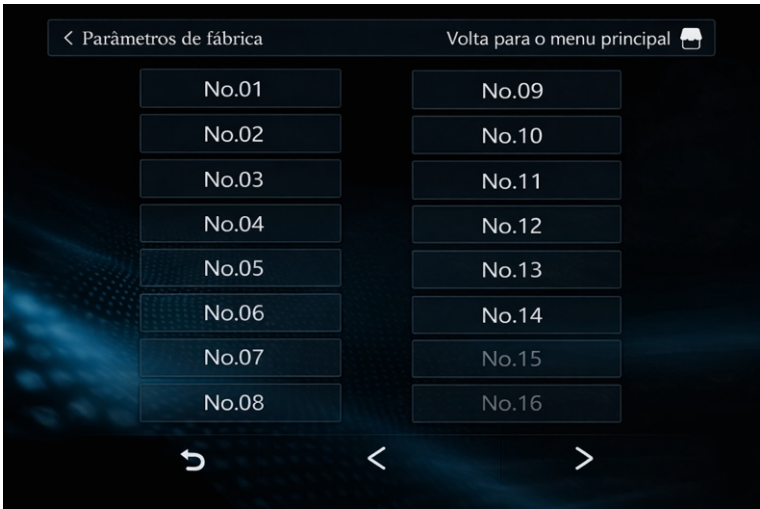 Parâmetros de fábrica
Volta para o menu principal
No.01
No.02
No.03
No.04
No.05
No.06
No.07
No.08
No.09
No.10
No.11
No.12
No.13
No.14
No.15
No.16